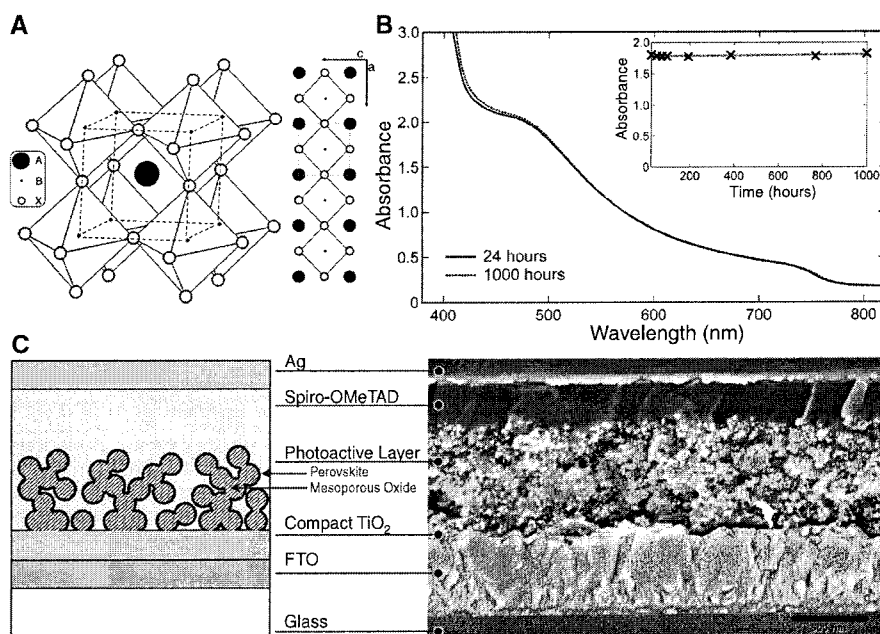 A
c
a
A
B
X
B
3.0
2.5
2.0
1.5
1.0
0.5
0
Absorbance
24 hours
1000 hours
400
500
600
700
800
Wavelength (nm)
2.0
1.5
1.0
0.5
0
Absorbance
200
400
600
800
1000
Time (hours)
C
Ag
Spiro-OMeTAD
Photoactive Layer
Perovskite
Mesoporous Oxide
Compact TiO₂
FTO
Glass